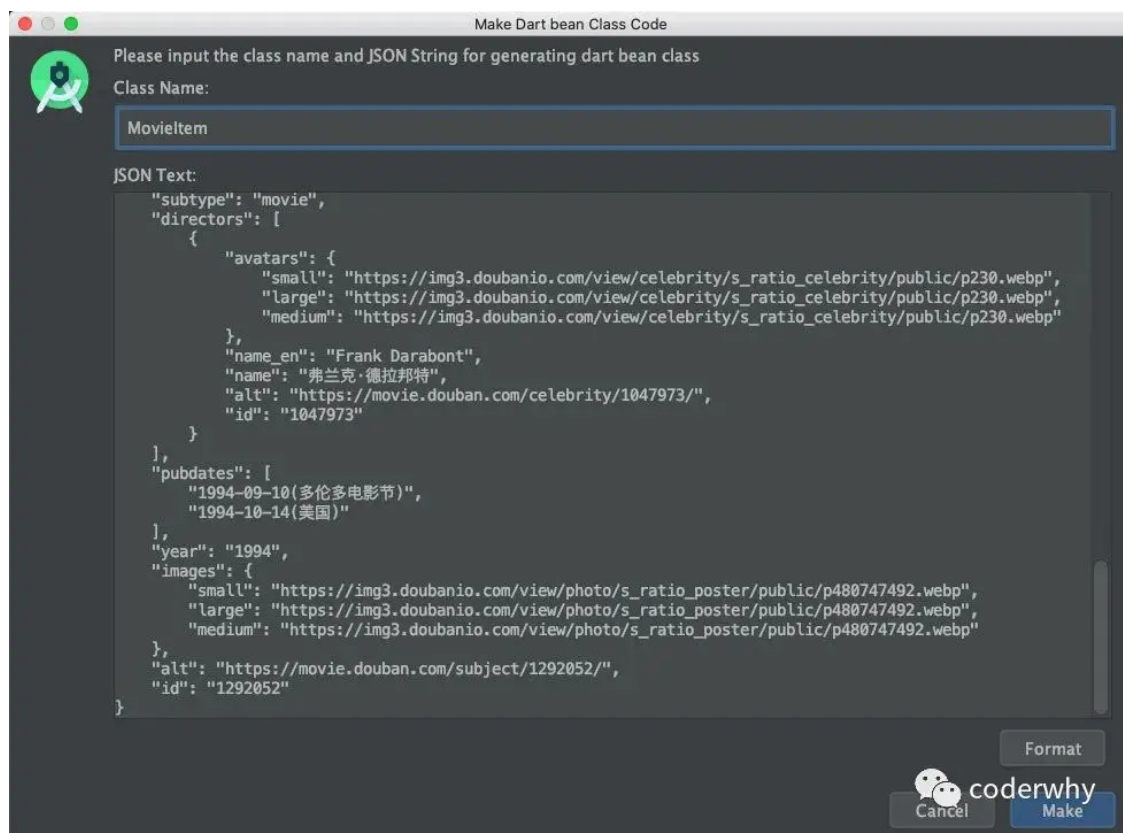 Make Dart bean Class Code
Please input the class name and JSON String for generating dart bean class
Class Name:
MovieItem
JSON Text:
"subtype": "movie",
"directors": [
{
"avatars": {
"small": "https://img3.doubanio.com/view/celebrity/s_ratio_celebrity/public/p230.webp",
"large": "https://img3.doubanio.com/view/celebrity/s_ratio_celebrity/public/p230.webp",
"medium": "https://img3.doubanio.com/view/celebrity/s_ratio_celebrity/public/p230.webp"
},
"name_en": "Frank Darabont",
"name": "弗兰克·德拉邦特",
"alt": "https://movie.douban.com/celebrity/1047973/",
"id": "1047973"
}
],
"pubdates": [
"1994-09-10(多伦多电影节)",
"1994-10-14(美国)"
],
"year": "1994",
"images": {
"small": "https://img3.doubanio.com/view/photo/s_ratio_poster/public/p480747492.webp",
"large": "https://img3.doubanio.com/view/photo/s_ratio_poster/public/p480747492.webp",
"medium": "https://img3.doubanio.com/view/photo/s_ratio_poster/public/p480747492.webp"
},
"alt": "https://movie.douban.com/subject/1292052/",
"id": "1292052"
}
Format
coderwhy
Cancel
Make